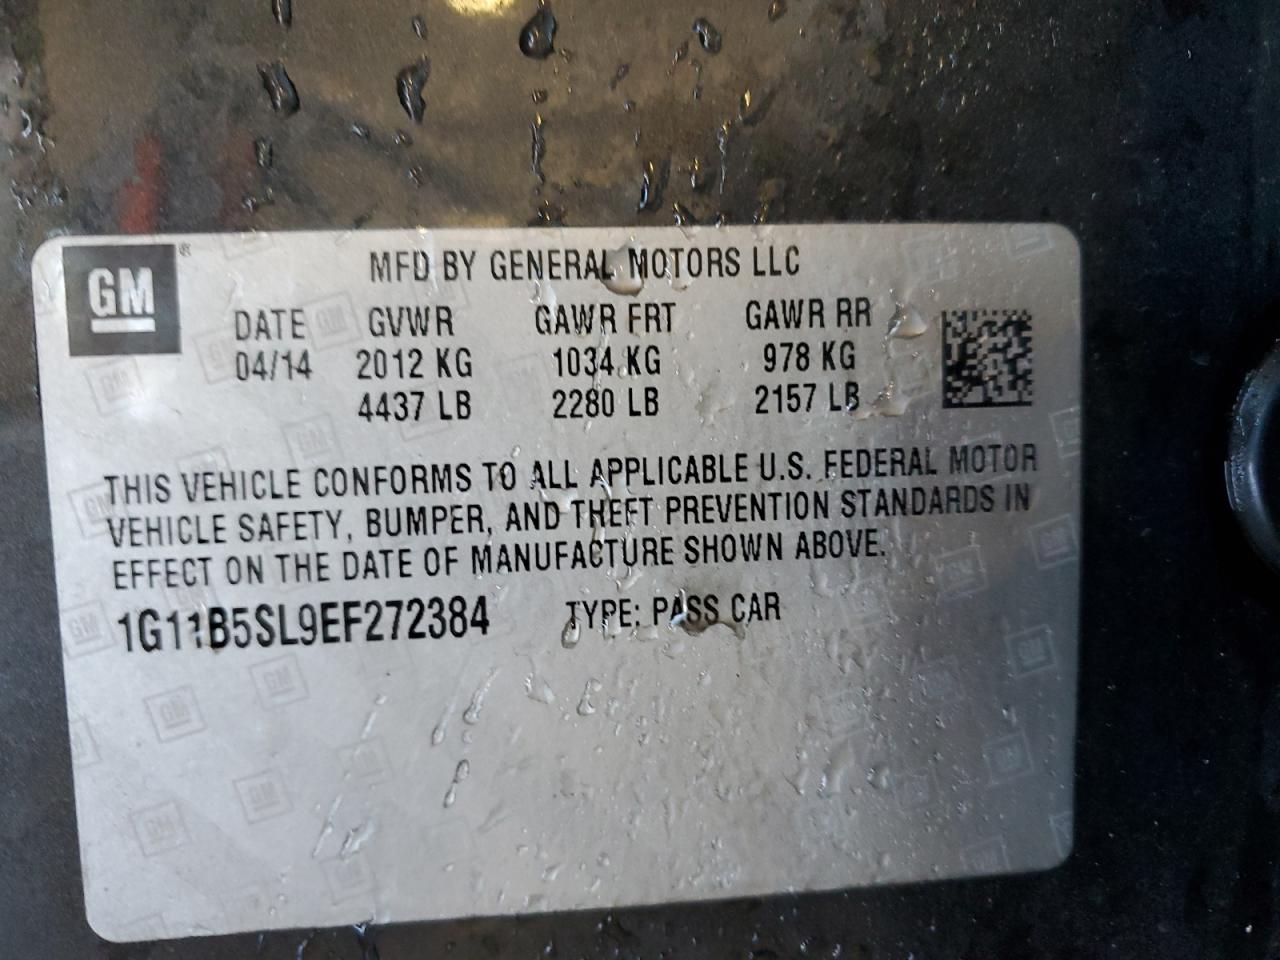 GM ® MFD BY GENERAL MOTORS LLC
DATE GVWR GAWR FRT GAWR RR
04/14 2012 KG 1034 KG 978 KG
4437 LB 2280 LB 2157 LB
THIS VEHICLE CONFORMS TO ALL APPLICABLE U.S. FEDERAL MOTOR
VEHICLE SAFETY, BUMPER, AND THEFT PREVENTION STANDARDS IN
EFFECT ON THE DATE OF MANUFACTURE SHOWN ABOVE.
1G11B5SL9EF272384 TYPE: PASS CAR